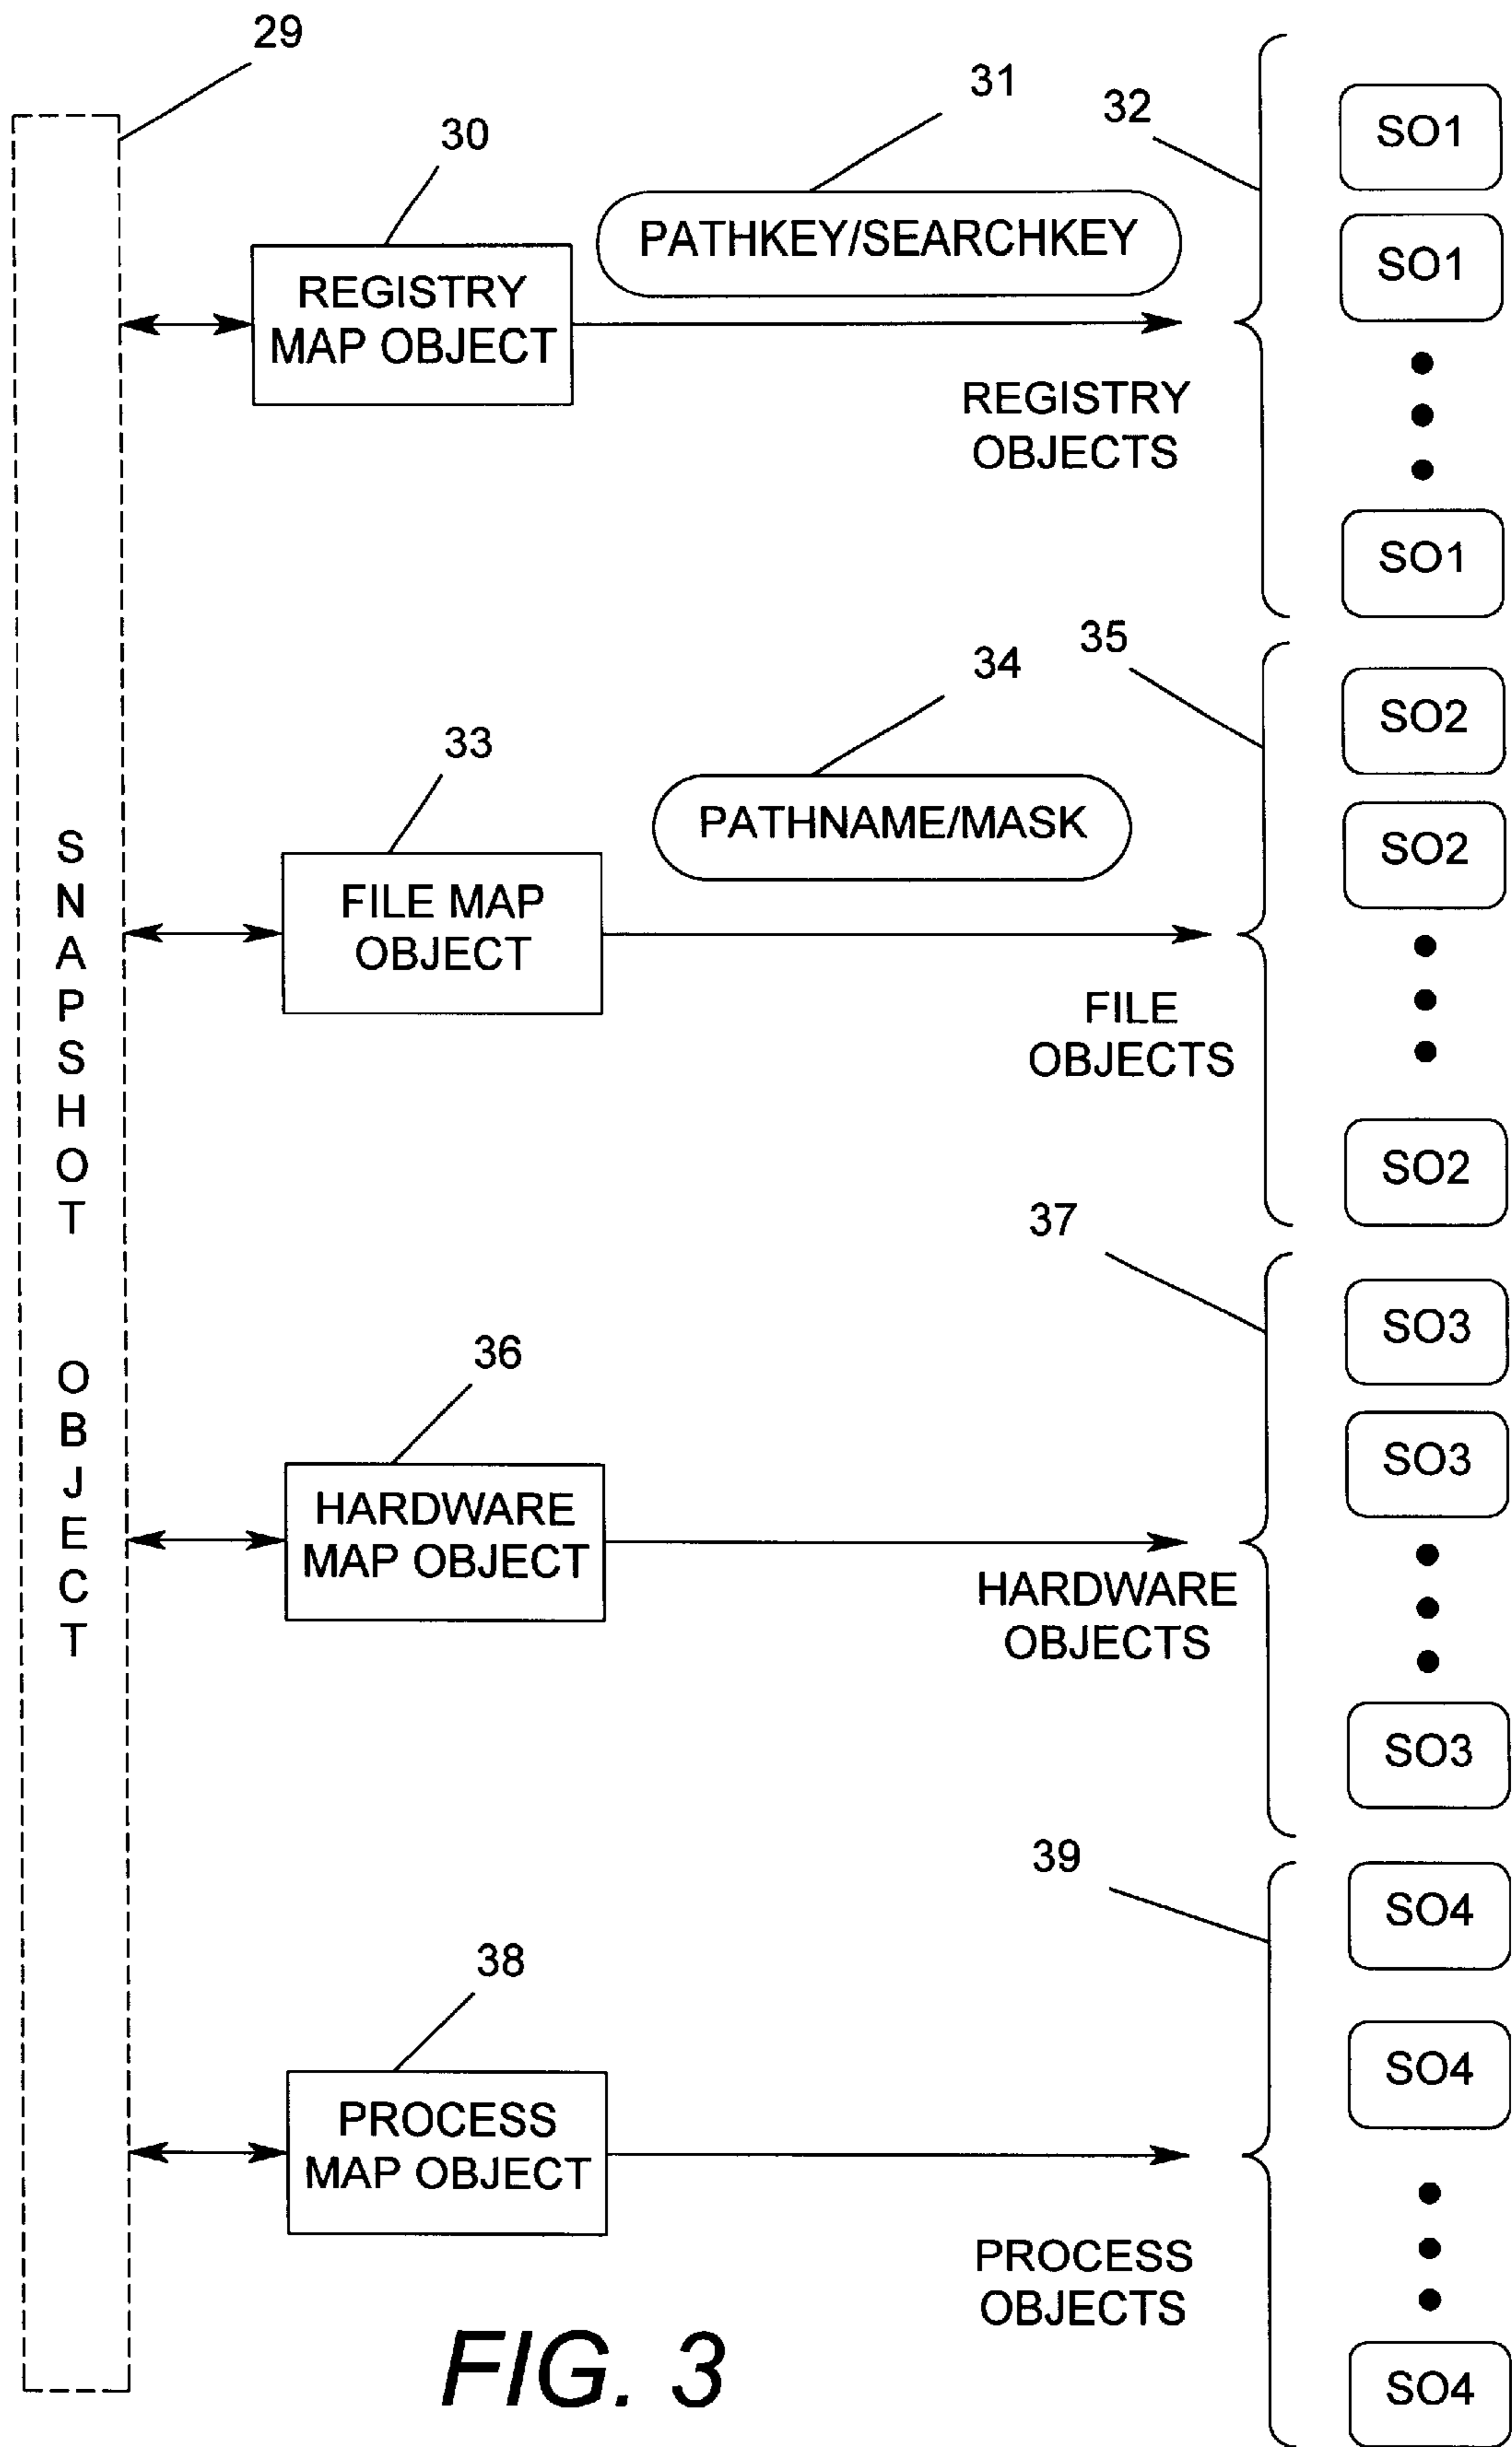 29
31
32
SO1
30
PATHKEY/SEARCHKEY
SO1
REGISTRY
MAP OBJECT
REGISTRY
OBJECTS
SO1
35
34
SO2
33
PATHNAME/MASK
SO2
FILE MAP
OBJECT
FILE
OBJECTS
SO2
SNAPSHOT OBJECT
37
SO3
36
SO3
HARDWARE
MAP OBJECT
HARDWARE
OBJECTS
SO3
39
SO4
38
SO4
PROCESS
MAP OBJECT
PROCESS
OBJECTS
SO4
FIG. 3